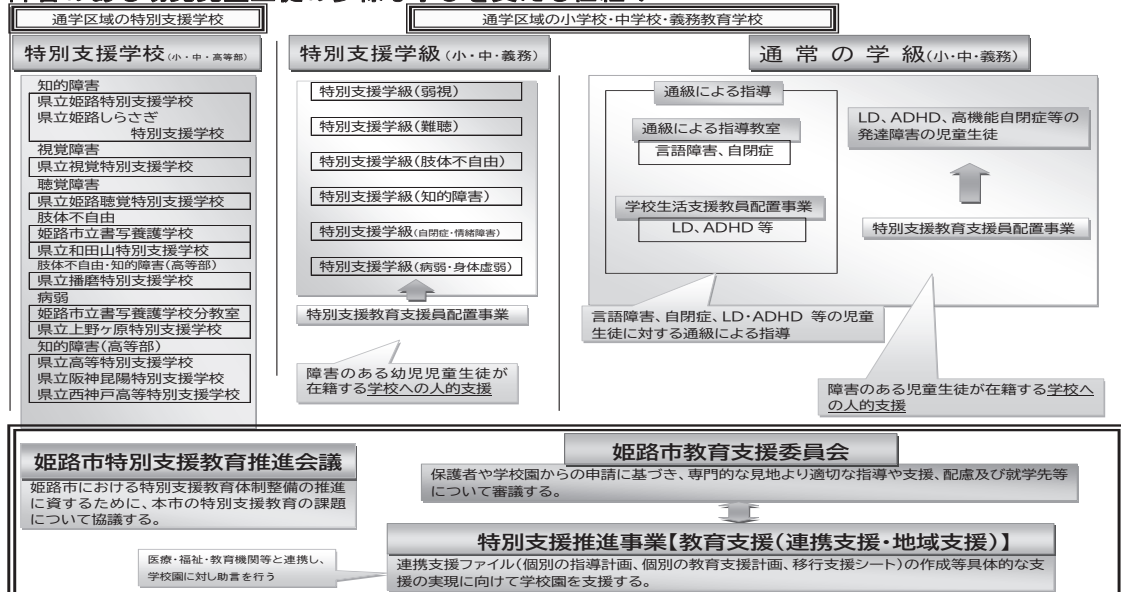 通学区域の特別支援学校
通学区域の小学校・中学校・義務教育学校
特別支援学校(小・中・高等部)
知的障害
県立姫路特別支援学校
県立姫路しらさぎ
特別支援学校
視覚障害
県立視覚特別支援学校
聴覚障害
県立姫路聴覚特別支援学校
肢体不自由
姫路市立書写養護学校
県立和田山特別支援学校
肢体不自由・知的障害(高等部)
県立播磨特別支援学校
病弱
姫路市立書写養護学校分教室
県立上野ヶ原特別支援学校
知的障害(高等部)
県立高等特別支援学校
県立阪神昆陽特別支援学校
県立西神戸高等特別支援学校
特別支援学級(小・中・義務)
特別支援学級(弱視)
特別支援学級(難聴)
特別支援学級(肢体不自由)
特別支援学級(知的障害)
特別支援学級(自閉症・情緒障害)
特別支援学級(病弱・身体虚弱)
特別支援教育支援員配置事業
障害のある幼児児童生徒が
在籍する学校への人的支援
通常の学級(小・中・義務)
通級による指導
通級による指導教室
言語障害、自閉症
学校生活支援教員配置事業
LD、ADHD 等
LD、ADHD、高機能自閉症等の
発達障害の児童生徒
特別支援教育支援員配置事業
言語障害、自閉症、LD・ADHD 等の児童
生徒に対する通級による指導
障害のある児童生徒が在籍する学校へ
の人的支援
姫路市特別支援教育推進会議
姫路市における特別支援教育体制整備の推進
に資するために、本市の特別支援教育の課題
について協議する。
姫路市教育支援委員会
保護者や学校園からの申請に基づき、専門的な見地より適切な指導や支援、配慮及び就学先等
について審議する。
特別支援推進事業【教育支援(連携支援・地域支援)】
連携支援ファイル(個別の指導計画、個別の教育支援計画、移行支援シート)の作成等具体的な支
援の実現に向けて学校園を支援する。
医療・福祉・教育機関等と連携し、
学校園に対し助言を行う